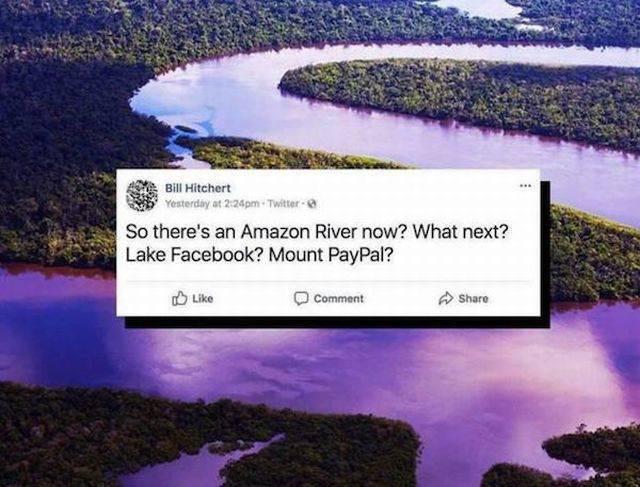 Bill Hitchert
Yesterday at 2:24pm · Twitter ·
So there's an Amazon River now? What next?
Lake Facebook? Mount PayPal?
Like Comment Share